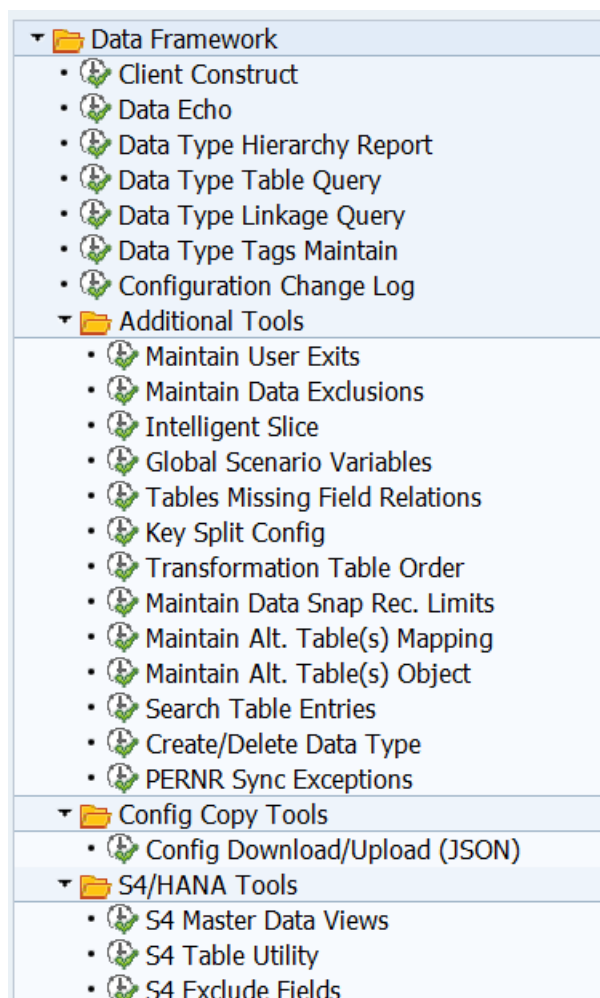 Data Framework
Client Construct
Data Echo
Data Type Hierarchy Report
Data Type Table Query
Data Type Linkage Query
Data Type Tags Maintain
Configuration Change Log
Additional Tools
Maintain User Exits
Maintain Data Exclusions
Intelligent Slice
Global Scenario Variables
Tables Missing Field Relations
Key Split Config
Transformation Table Order
Maintain Data Snap Rec. Limits
Maintain Alt. Table(s) Mapping
Maintain Alt. Table(s) Object
Search Table Entries
Create/Delete Data Type
PERNR Sync Exceptions
Config Copy Tools
Config Download/Upload (JSON)
S4/HANA Tools
S4 Master Data Views
S4 Table Utility
S4 Exclude Fields